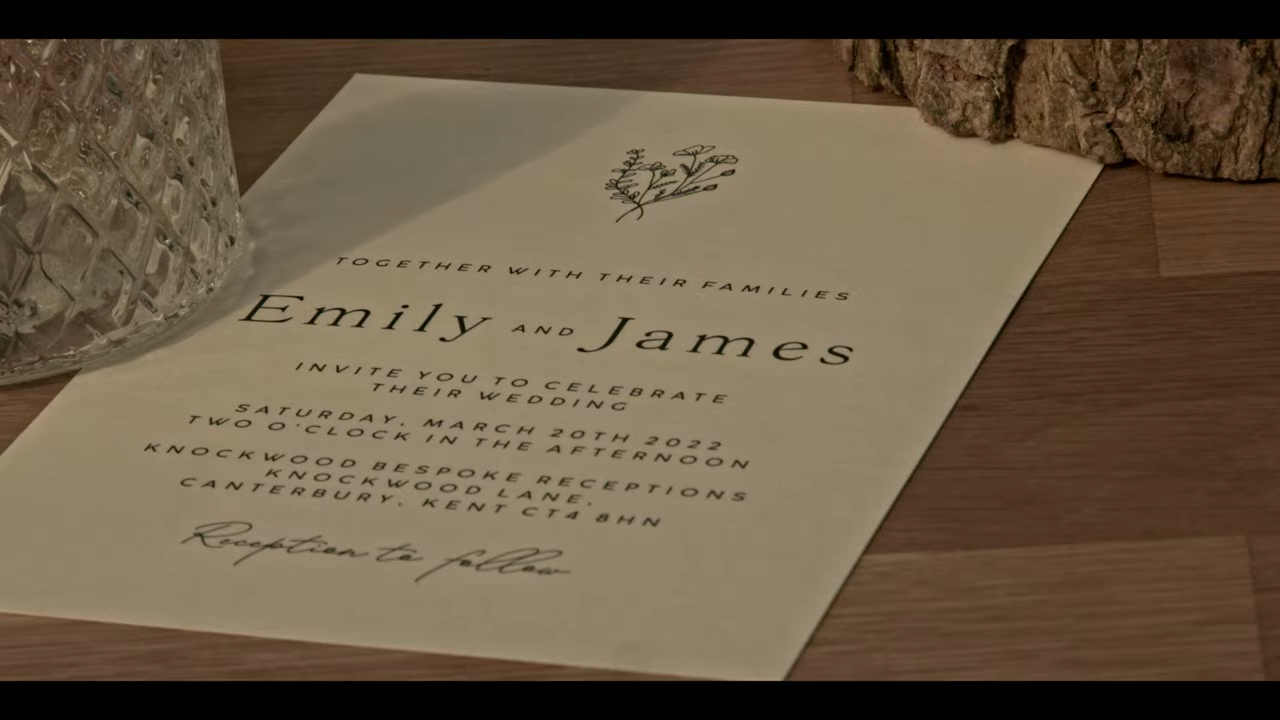 TOGETHER WITH THEIR FAMILIES
Emily AND James
INVITE YOU TO CELEBRATE
THEIR WEDDING
SATURDAY, MARCH 20TH 2022
TWO O'CLOCK IN THE AFTERNOON
KNOCKWOOD BESPOKE RECEPTIONS
KNOCKWOOD LANE,
CANTERBURY, KENT CT4 8HN
Reception to follow